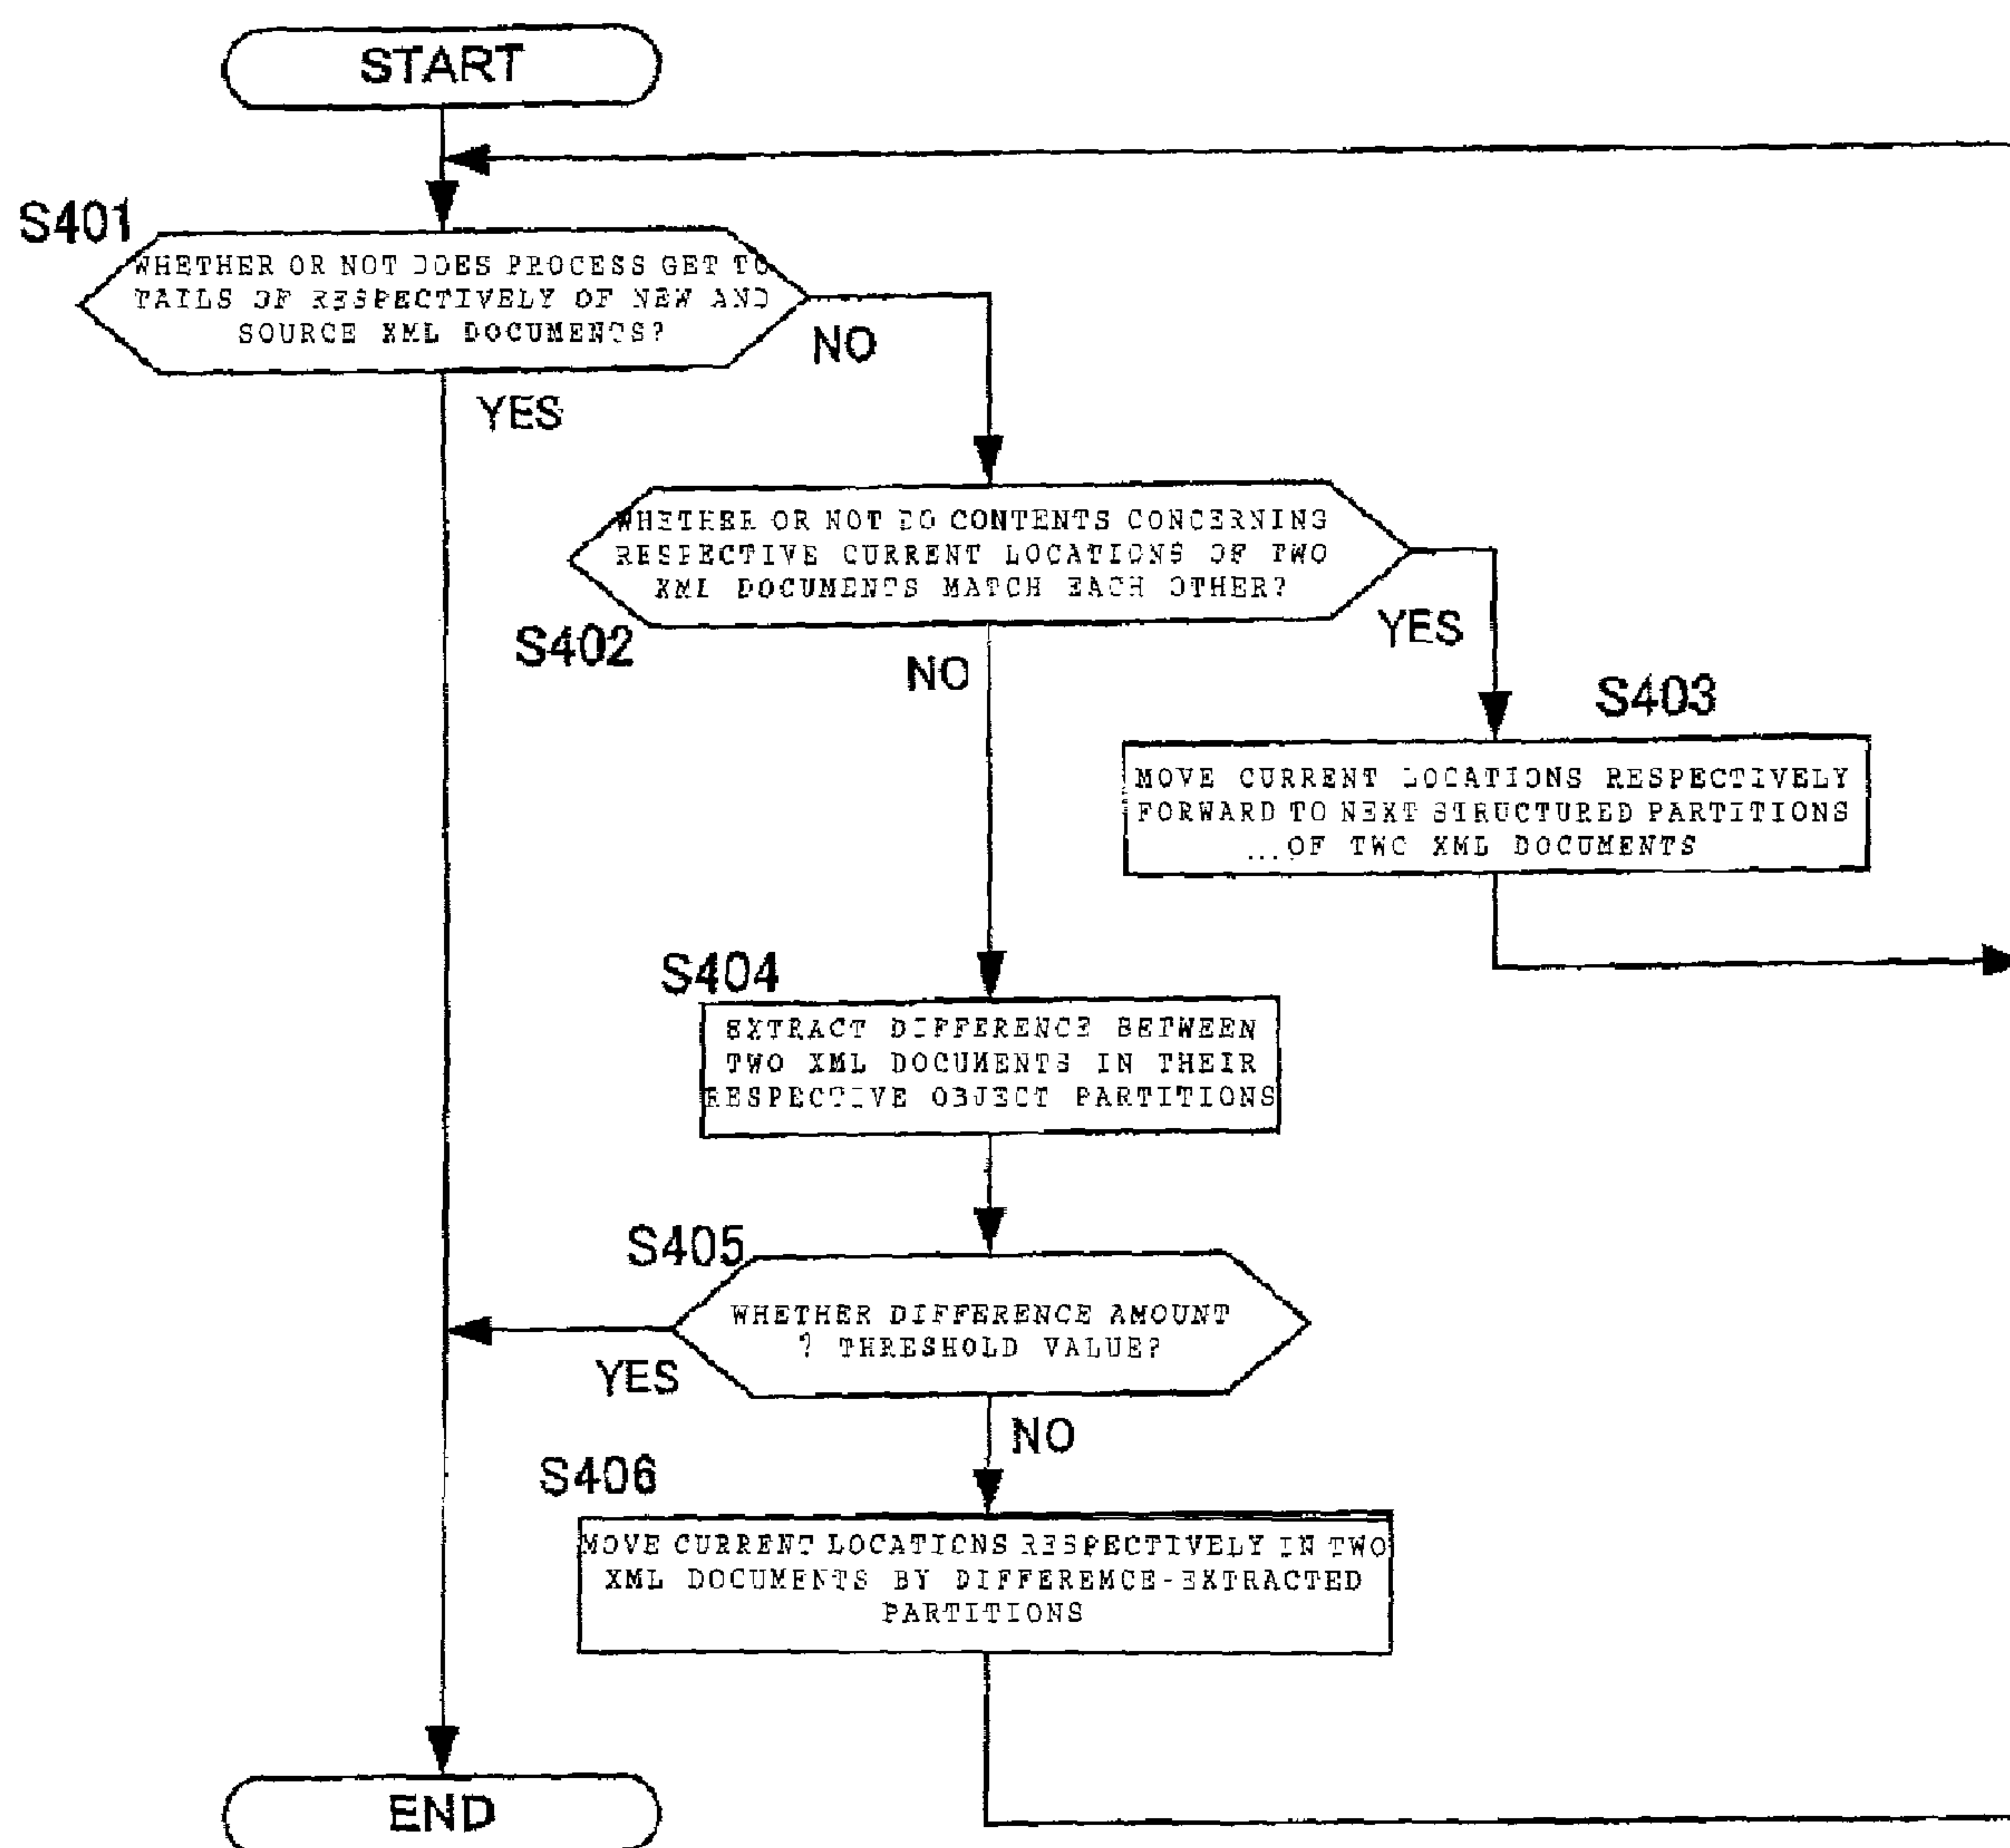 START
S401
WHETHER OR NOT DOES PROCESS GET TO
TAILS OF RESPECTIVELY OF NEW AND
SOURCE XML DOCUMENTS?
NO
YES
WHETHER OR NOT DO CONTENTS CONCERNING
RESPECTIVE CURRENT LOCATIONS OF TWO
XML DOCUMENTS MATCH EACH OTHER?
S402
YES
NO
S403
MOVE CURRENT LOCATIONS RESPECTIVELY
FORWARD TO NEXT STRUCTURED PARTITIONS
...OF TWO XML DOCUMENTS
S404
EXTRACT DIFFERENCE BETWEEN
TWO XML DOCUMENTS IN THEIR
RESPECTIVE OBJECT PARTITIONS
S405
WHETHER DIFFERENCE AMOUNT
? THRESHOLD VALUE?
YES
NO
S406
MOVE CURRENT LOCATIONS RESPECTIVELY IN TWO
XML DOCUMENTS BY DIFFEREMCE-EXTRACTED
PARTITIONS
END